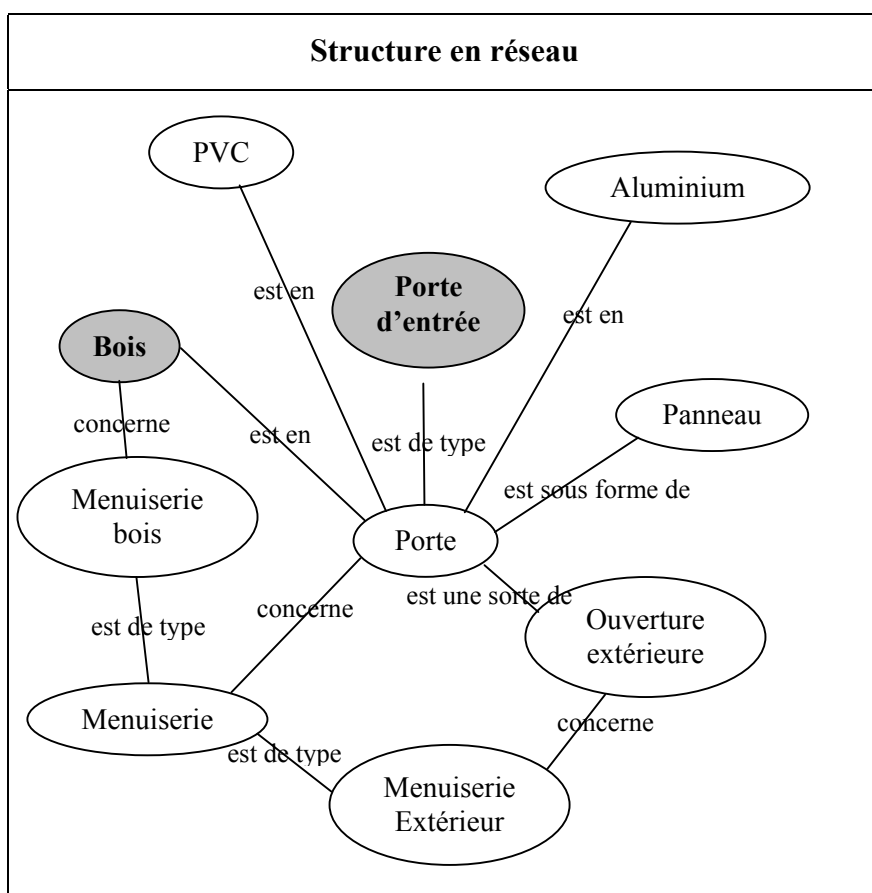 Structure en réseau
PVC
Aluminium
est en
Porte
d'entrée
est en
Bois
concerne
est en
est de type
Panneau
Menuiserie
bois
est sous forme de
Porte
est de type
concerne
est une sorte de
Ouverture
extérieure
Menuiserie
est de type
concerne
Menuiserie
Extérieur